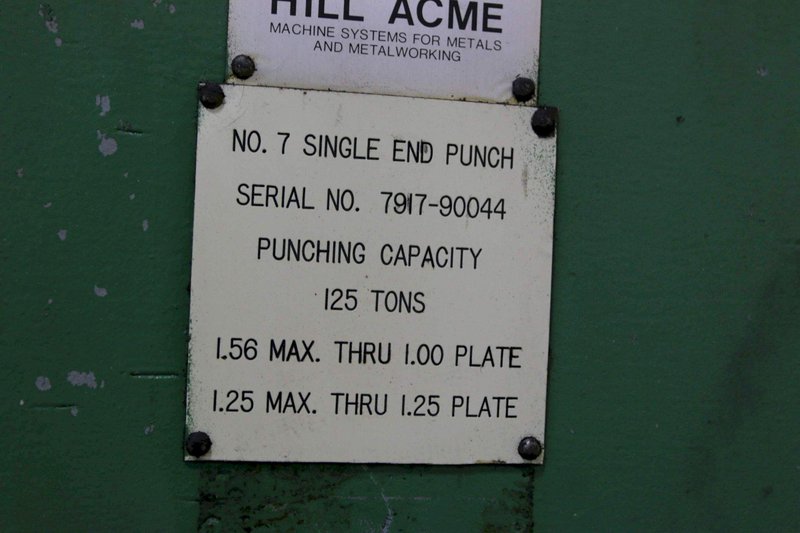 HILL ACME
MACHINE SYSTEMS FOR METALS
AND METALWORKING
NO. 7 SINGLE END PUNCH
SERIAL NO. 7917-90044
PUNCHING CAPACITY
125 TONS
1.56 MAX. THRU 1.00 PLATE
1.25 MAX. THRU 1.25 PLATE